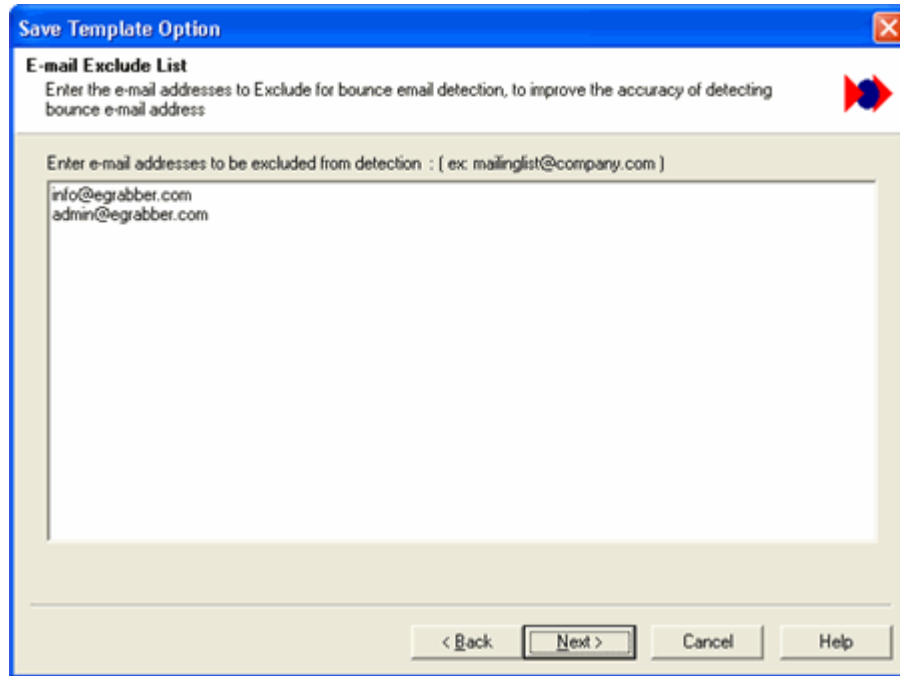 Save Template Option
E-mail Exclude List
Enter the e-mail addresses to Exclude for bounce email detection, to improve the accuracy of detecting
bounce e-mail address
Enter e-mail addresses to be excluded from detection : ( ex: mailinglist@company.com )
info@egrabber.com
admin@egrabber.com
< Back Next > Cancel Help